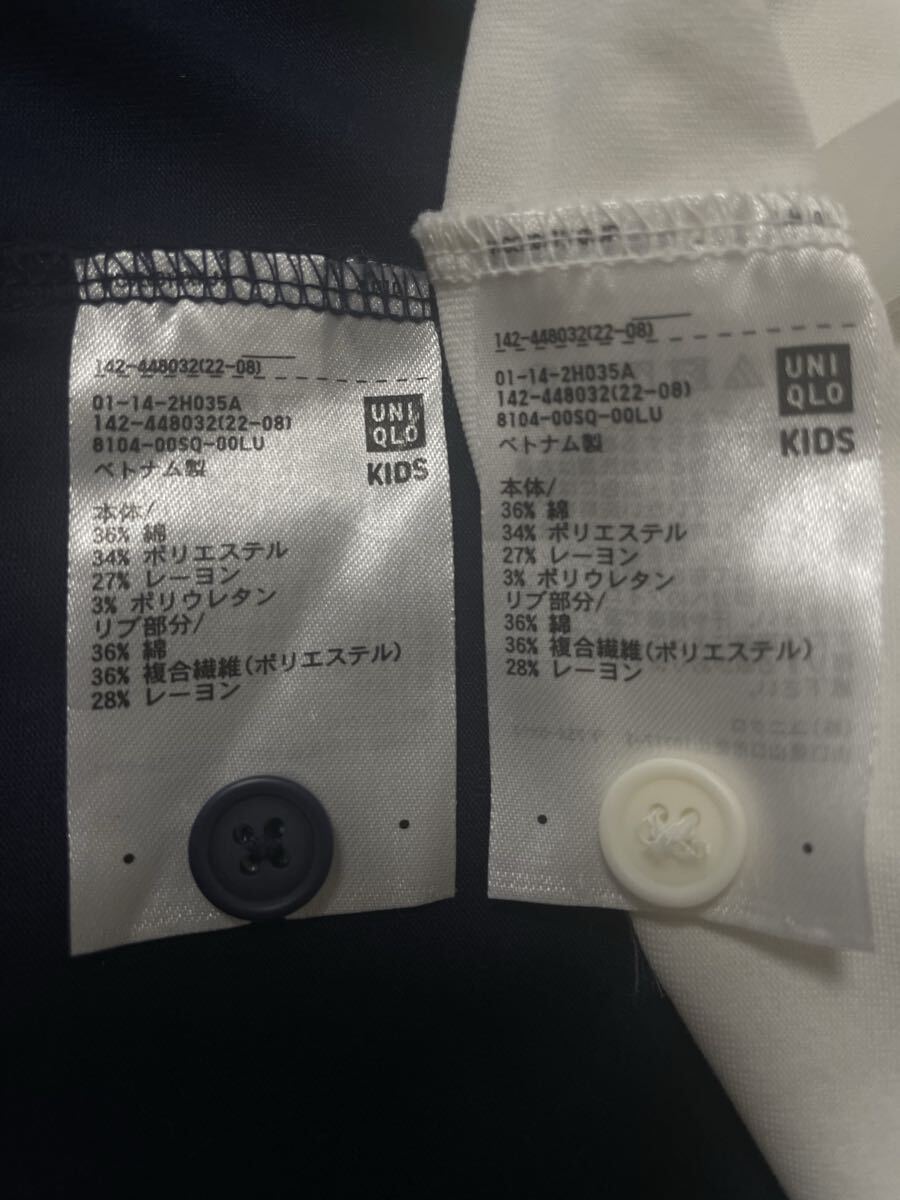 142-448032(22-08)
01-14-2H035A
142-448032(22-08)
8104-00SQ-00LU
ベトナム製
UNI
QLO
KIDS
本体/
36% 綿
34% ポリエステル
27% レーヨン
3% ポリウレタン
リブ部分/
36% 綿
36% 複合繊維(ポリエステル)
28% レーヨン
142-448032(22-08)
01-14-2H035A
142-448032(22-08)
8104-00SQ-00LU
ベトナム製
UNI
QLO
KIDS
本体/
36% 綿
34% ポリエステル
27% レーヨン
3% ポリウレタン
リブ部分/
36% 綿
36% 複合繊維(ポリエステル)
28% レーヨン